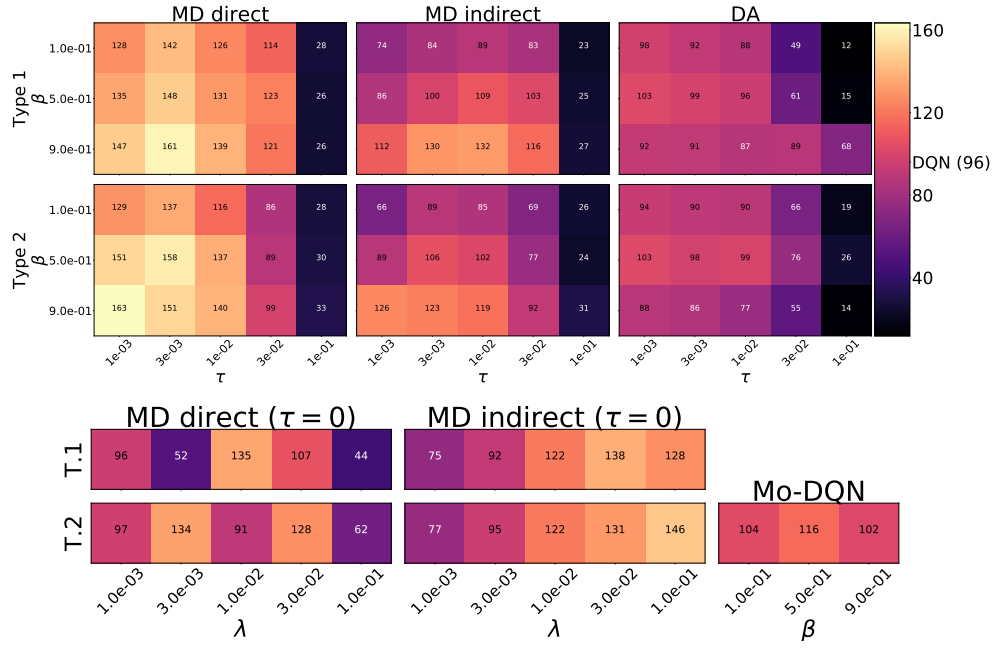 MD direct MD indirect DA
Type 1
β
1.0e-01 128 142 126 114 28 74 84 89 83 23 98 92 88 49 12
5.0e-01 135 148 131 123 26 86 100 109 103 25 103 99 96 61 15
9.0e-01 147 161 139 121 26 112 130 132 116 27 92 91 87 89 68
Type 2
β
1.0e-01 129 137 116 86 28 66 89 85 69 26 94 90 90 66 19
5.0e-01 151 158 137 89 30 89 106 102 77 24 103 98 99 76 26
9.0e-01 163 151 140 99 33 126 123 119 92 31 88 86 77 55 14
1e-03 3e-03 1e-02 3e-02 1e-01 1e-03 3e-03 1e-02 3e-02 1e-01 1e-03 3e-03 1e-02 3e-02 1e-01
τ τ τ
160
120
DQN (96)
80
40
MD direct (τ = 0) MD indirect (τ = 0)
T.1 96 52 135 107 44 75 92 122 138 128
Mo-DQN
T.2 97 134 91 128 62 77 95 122 131 146 104 116 102
1.0e-03 3.0e-03 1.0e-02 3.0e-02 1.0e-01 1.0e-03 3.0e-03 1.0e-02 3.0e-02 1.0e-01 1.0e-01 5.0e-01 9.0e-01
λ λ β